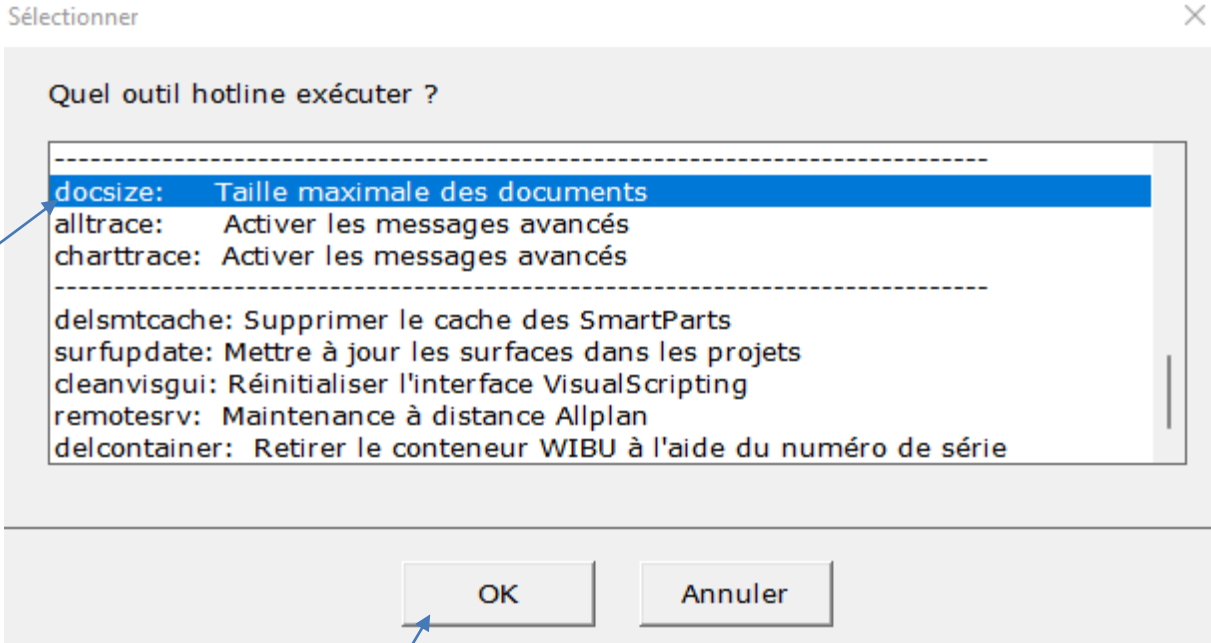 Sélectionner
Quel outil hotline exécuter ?
------------------------------------------------------------------------------
docsize: Taille maximale des documents
alltrace: Activer les messages avancés
charttrace: Activer les messages avancés
------------------------------------------------------------------------------
delsmtcache: Supprimer le cache des SmartParts
surfupdate: Mettre à jour les surfaces dans les projets
cleanvisgui: Réinitialiser l'interface VisualScripting
remotesrv: Maintenance à distance Allplan
delcontainer: Retirer le conteneur WIBU à l'aide du numéro de série
OK
Annuler